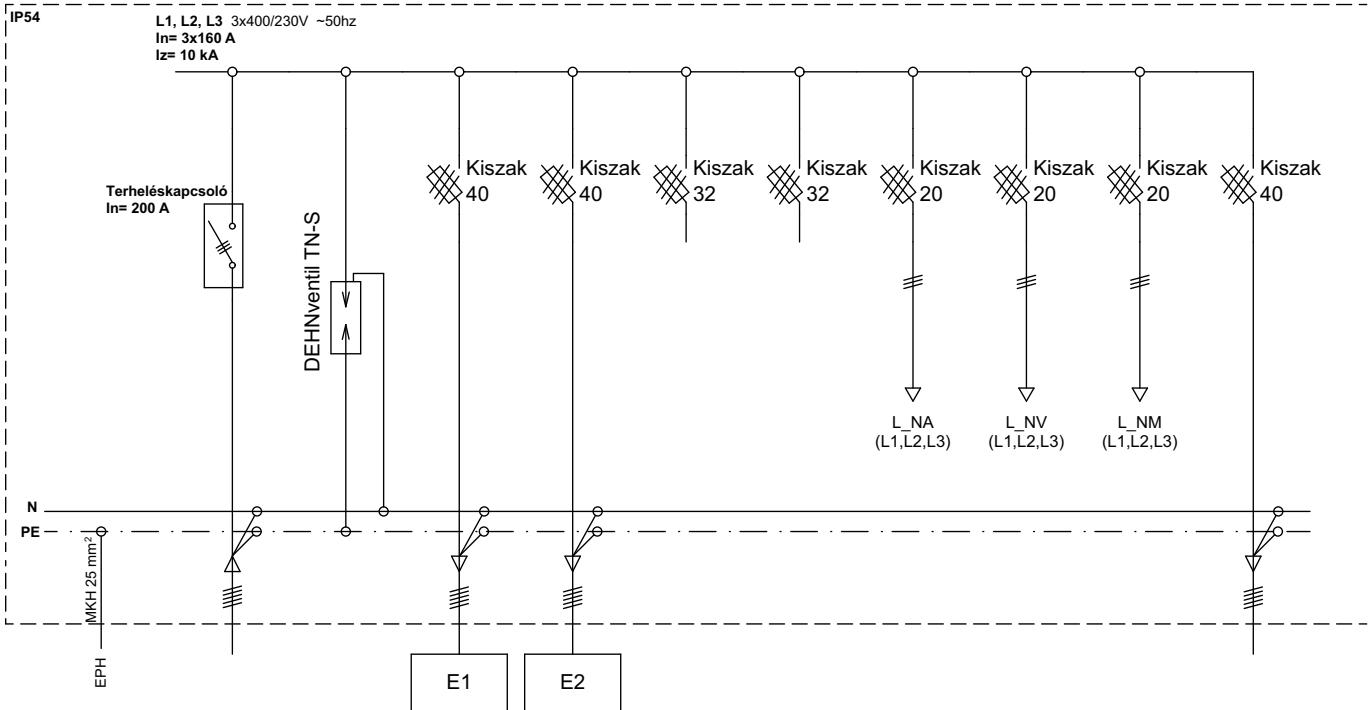 IP54
L1, L2, L3 3x400/230V ~50hz
In= 3x160 A
Iz= 10 kA
Terheléskapcsoló
In= 200 A
DEHNventil TN-S
Kiszak
40
Kiszak
40
Kiszak
32
Kiszak
32
Kiszak
20
Kiszak
20
Kiszak
20
Kiszak
40
L_NA
(L1,L2,L3)
L_NV
(L1,L2,L3)
L_NM
(L1,L2,L3)
N
PE
MKH 25 mm²
EPH
E1
E2